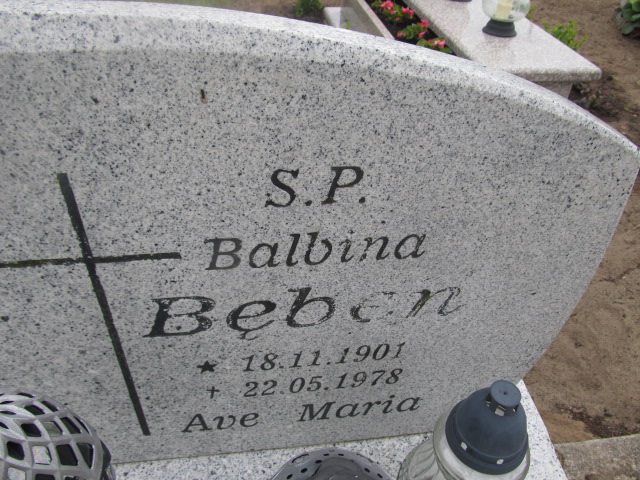 S.P.
Balbina
Bęben
★ 18.11.1901
+ 22.05.1978
Ave Maria